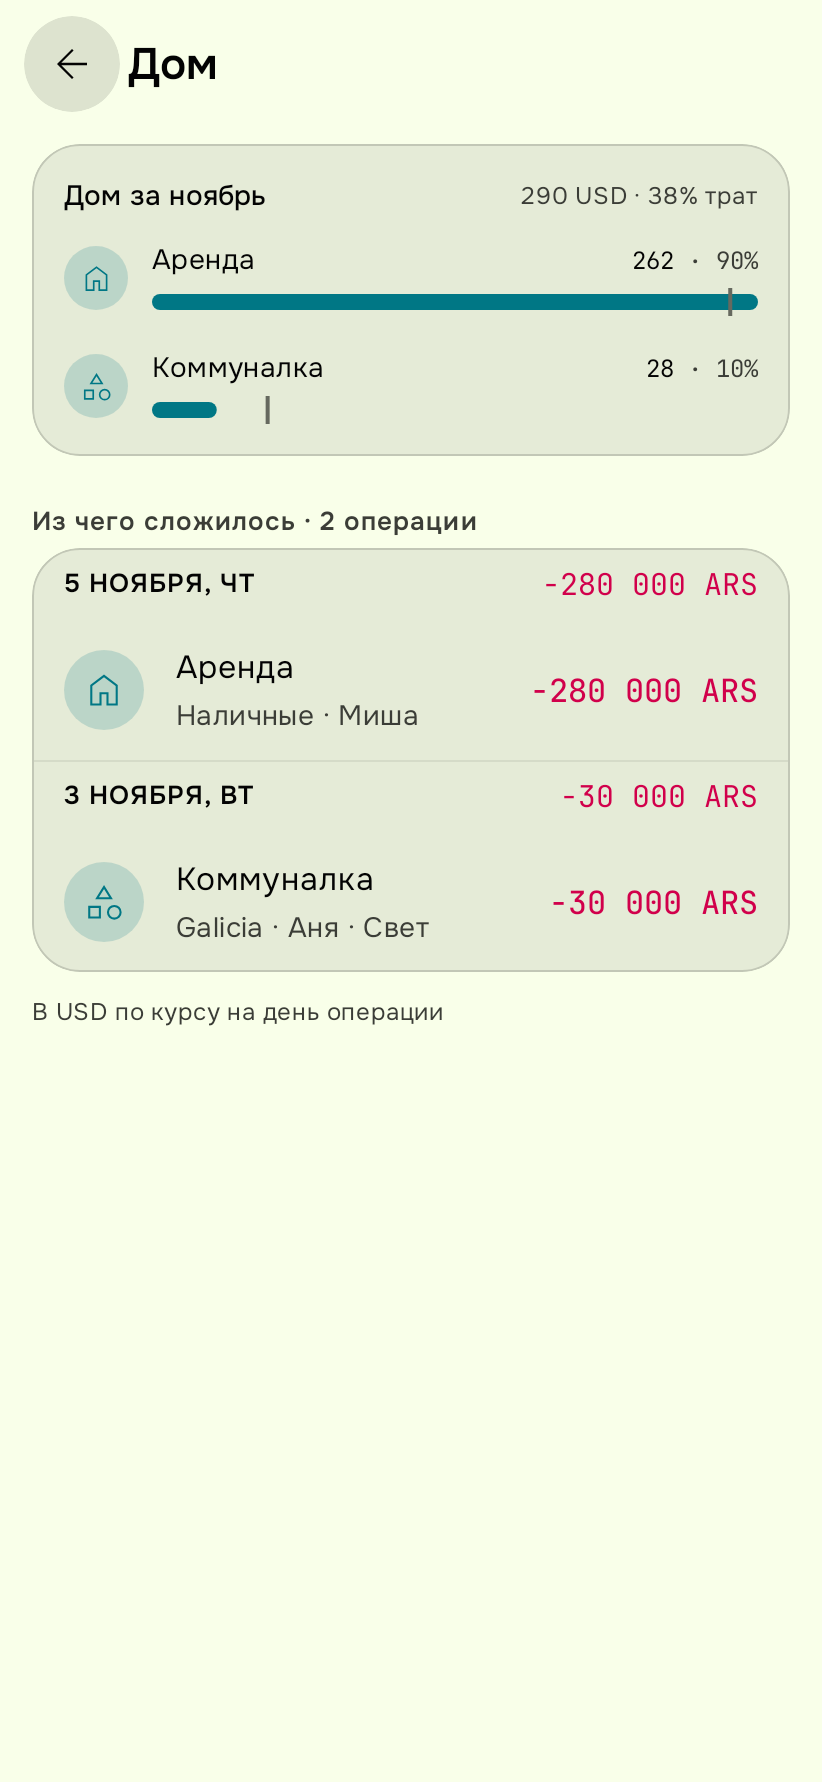 Дом
Дом за ноябрь 290 USD · 38% трат
Аренда 262 · 90%
Коммуналка 28 · 10%
Из чего сложилось · 2 операции
5 НОЯБРЯ, ЧТ -280 000 ARS
Аренда -280 000 ARS
Наличные · Миша
3 НОЯБРЯ, ВТ -30 000 ARS
Коммуналка -30 000 ARS
Galicia · Аня · Свет
В USD по курсу на день операции